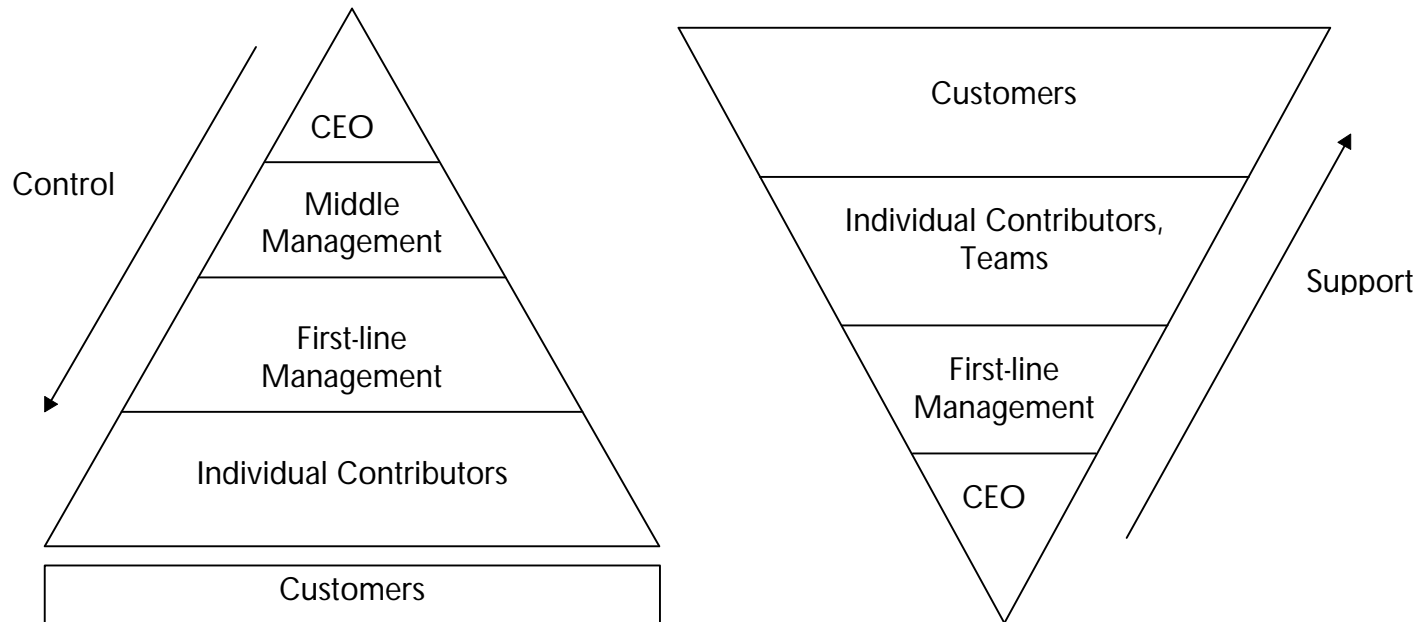 Control
CEO
Middle
Management
First-line
Management
Individual Contributors
Customers
Customers
Individual Contributors,
Teams
First-line
Management
CEO
Support